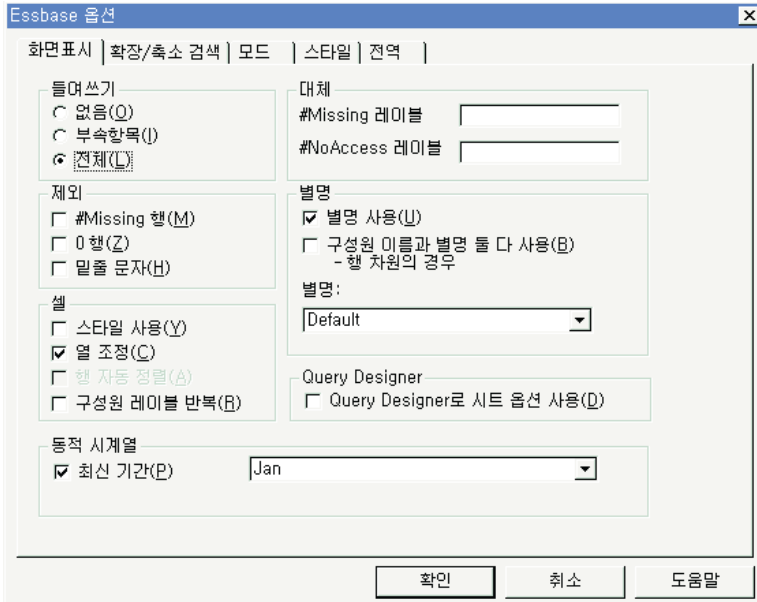 Essbase 옵션
화면표시 확장/축소 검색 모드 스타일 전역
들여쓰기
없음(O)
부속항목(I)
전체(L)
대체
#Missing 레이블
#NoAccess 레이블
제외
#Missing 행(M)
0 행(Z)
밑줄 문자(H)
별명
별명 사용(U)
구성원 이름과 별명 둘 다 사용(B)
- 행 차원의 경우
별명:
Default
셀
스타일 사용(Y)
열 조정(C)
행 자동 정렬(A)
구성원 레이블 반복(R)
Query Designer
Query Designer로 시트 옵션 사용(D)
동적 시계열
최신 기간(P) Jan
확인 취소 도움말